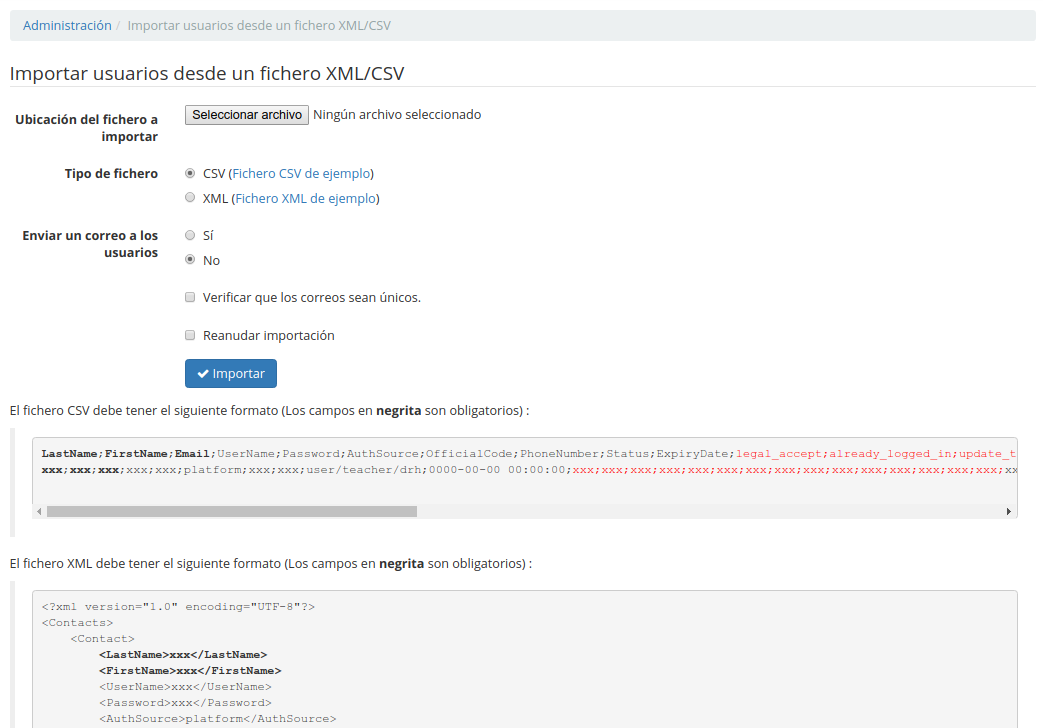 Administración / Importar usuarios desde un fichero XML/CSV
Importar usuarios desde un fichero XML/CSV
Ubicación del fichero a importar
Seleccionar archivo Ningún archivo seleccionado
Tipo de fichero
CSV (Fichero CSV de ejemplo)
XML (Fichero XML de ejemplo)
Enviar un correo a los usuarios
Sí
No
Verificar que los correos sean únicos.
Reanudar importación
Importar
El fichero CSV debe tener el siguiente formato (Los campos en negrita son obligatorios) :
LastName;FirstName;Email;UserName;Password;AuthSource;OfficialCode;PhoneNumber;Status;ExpiryDate;legal_accept;already_logged_in;update_t
xxx;xxx;xxx;xxx;xxx;platform;xxx;xxx;user/teacher/drh;0000-00-00 00:00:00;xxx;xxx;xxx;xxx;xxx;xxx;xxx;xxx;xxx;xxx;xxx;xxx;xxx;xxx;xxx;xx
El fichero XML debe tener el siguiente formato (Los campos en negrita son obligatorios) :
<?xml version="1.0" encoding="UTF-8"?>
<Contacts>
<Contact>
<LastName>xxx</LastName>
<FirstName>xxx</FirstName>
<UserName>xxx</UserName>
<Password>xxx</Password>
<AuthSource>platform</AuthSource>